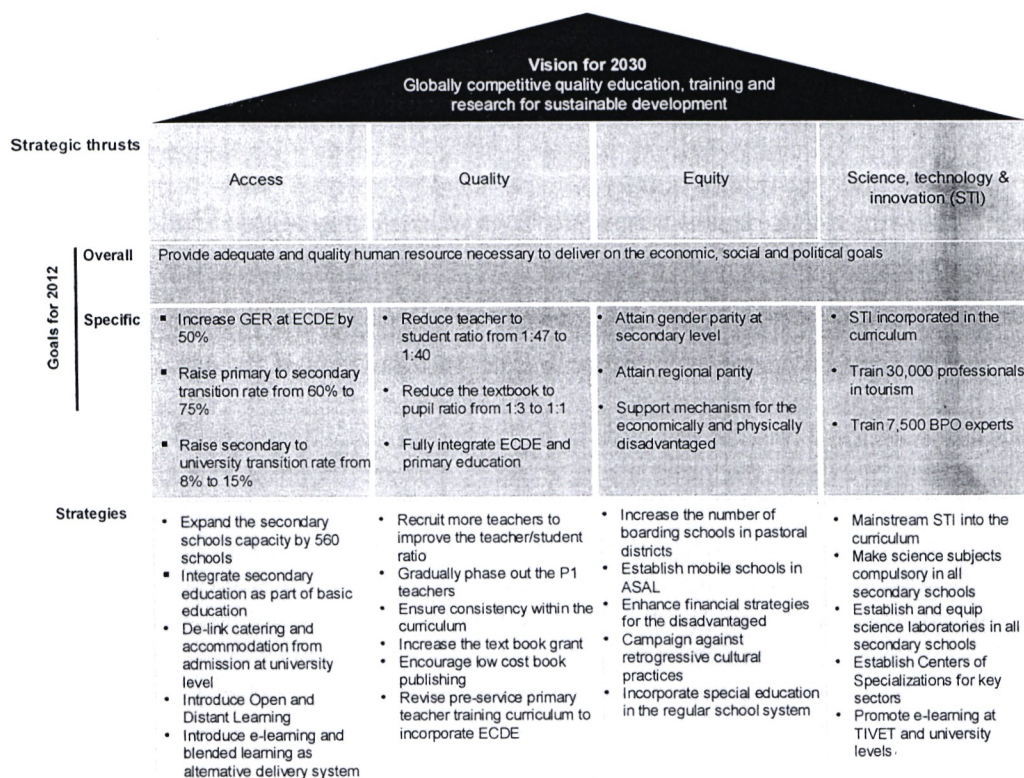 Vision for 2030
Globally competitive quality education, training and
research for sustainable development
Strategic thrusts
Access
Quality
Equity
Science, technology &
innovation (STI)
Goals for 2012
Overall
Provide adequate and quality human resource necessary to deliver on the economic, social and political goals
Specific
▪ Increase GER at ECDE by
50%
▪ Raise primary to secondary
transition rate from 60% to
75%
▪ Raise secondary to
university transition rate from
8% to 15%
• Reduce teacher to
student ratio from 1:47 to
1:40
• Reduce the textbook to
pupil ratio from 1:3 to 1:1
• Fully integrate ECDE and
primary education
• Attain gender parity at
secondary level
• Attain regional parity
• Support mechanism for the
economically and physically
disadvantaged
• STI incorporated in the
curriculum
• Train 30,000 professionals
in tourism
• Train 7,500 BPO experts
Strategies
• Expand the secondary
schools capacity by 560
schools
▪ Integrate secondary
education as part of basic
education
• De-link catering and
accommodation from
admission at university
level
• Introduce Open and
Distant Learning
• Introduce e-learning and
blended learning as
alternative delivery system
• Recruit more teachers to
improve the teacher/student
ratio
• Gradually phase out the P1
teachers
• Ensure consistency within the
curriculum
• Increase the text book grant
• Encourage low cost book
publishing
• Revise pre-service primary
teacher training curriculum to
incorporate ECDE
• Increase the number of
boarding schools in pastoral
districts
• Establish mobile schools in
ASAL
• Enhance financial strategies
for the disadvantaged
• Campaign against
retrogressive cultural
practices
• Incorporate special education
in the regular school system
• Mainstream STI into the
curriculum
• Make science subjects
compulsory in all
secondary schools
• Establish and equip
science laboratories in all
secondary schools
• Establish Centers of
Specializations for key
sectors
• Promote e-learning at
TIVET and university
levels.